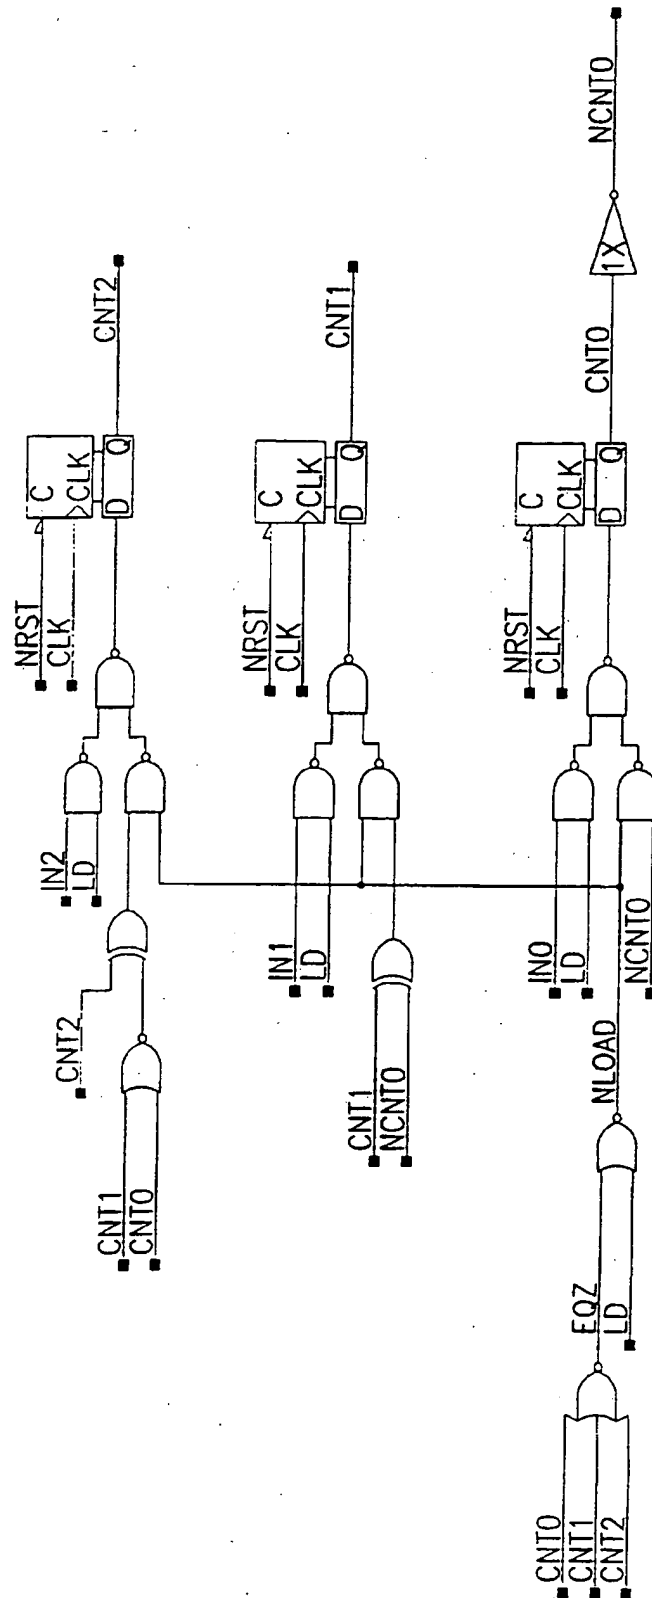 CNT2
C
CLK
D
Q
NRST
CLK
IN2
LD
CNT2
CNT1
CNT0
CNT1
C
CLK
D
Q
NRST
CLK
IN1
LD
CNT1
NCNT0
NCNT0
1X
CNT0
C
CLK
D
Q
NRST
CLK
IN0
LD
NCNT0
NLOAD
EQZ
LD
CNT0
CNT1
CNT2